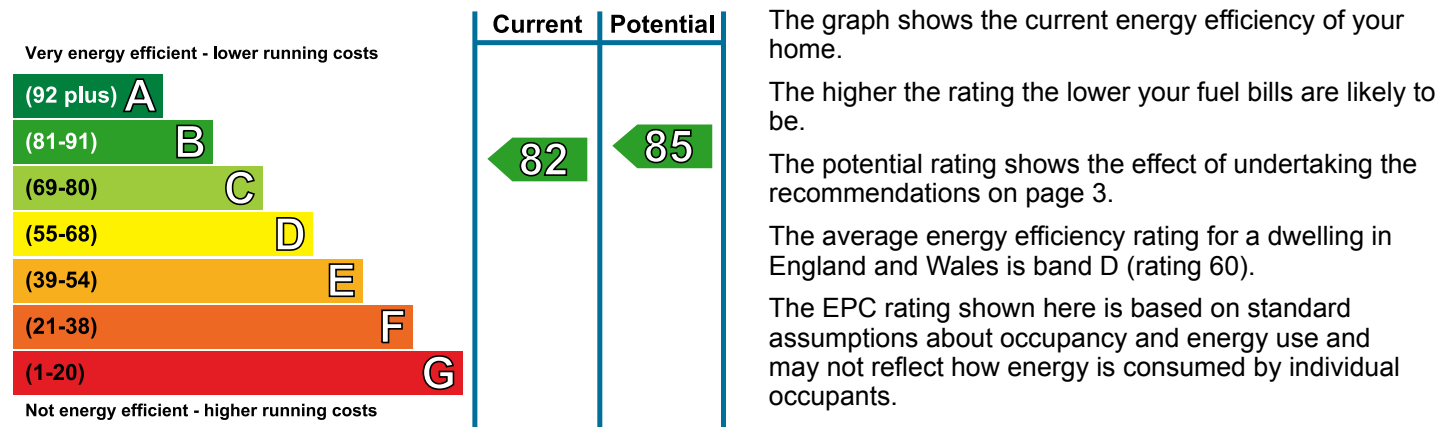 Current Potential
Very energy efficient - lower running costs
(92 plus) A
(81-91) B
(69-80) C
(55-68) D
(39-54) E
(21-38) F
(1-20) G
Not energy efficient - higher running costs
82
85
The graph shows the current energy efficiency of your
home.
The higher the rating the lower your fuel bills are likely to
be.
The potential rating shows the effect of undertaking the
recommendations on page 3.
The average energy efficiency rating for a dwelling in
England and Wales is band D (rating 60).
The EPC rating shown here is based on standard
assumptions about occupancy and energy use and
may not reflect how energy is consumed by individual
occupants.